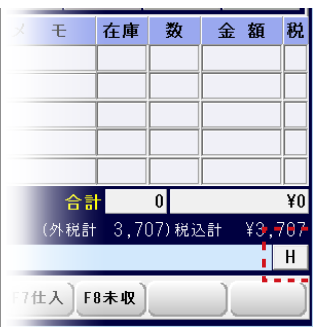 メ モ 在庫 数 金 額 税
合計 0 ¥0
(外税計 3,707)税込計 ¥3,707
H
F7仕入 F8未収